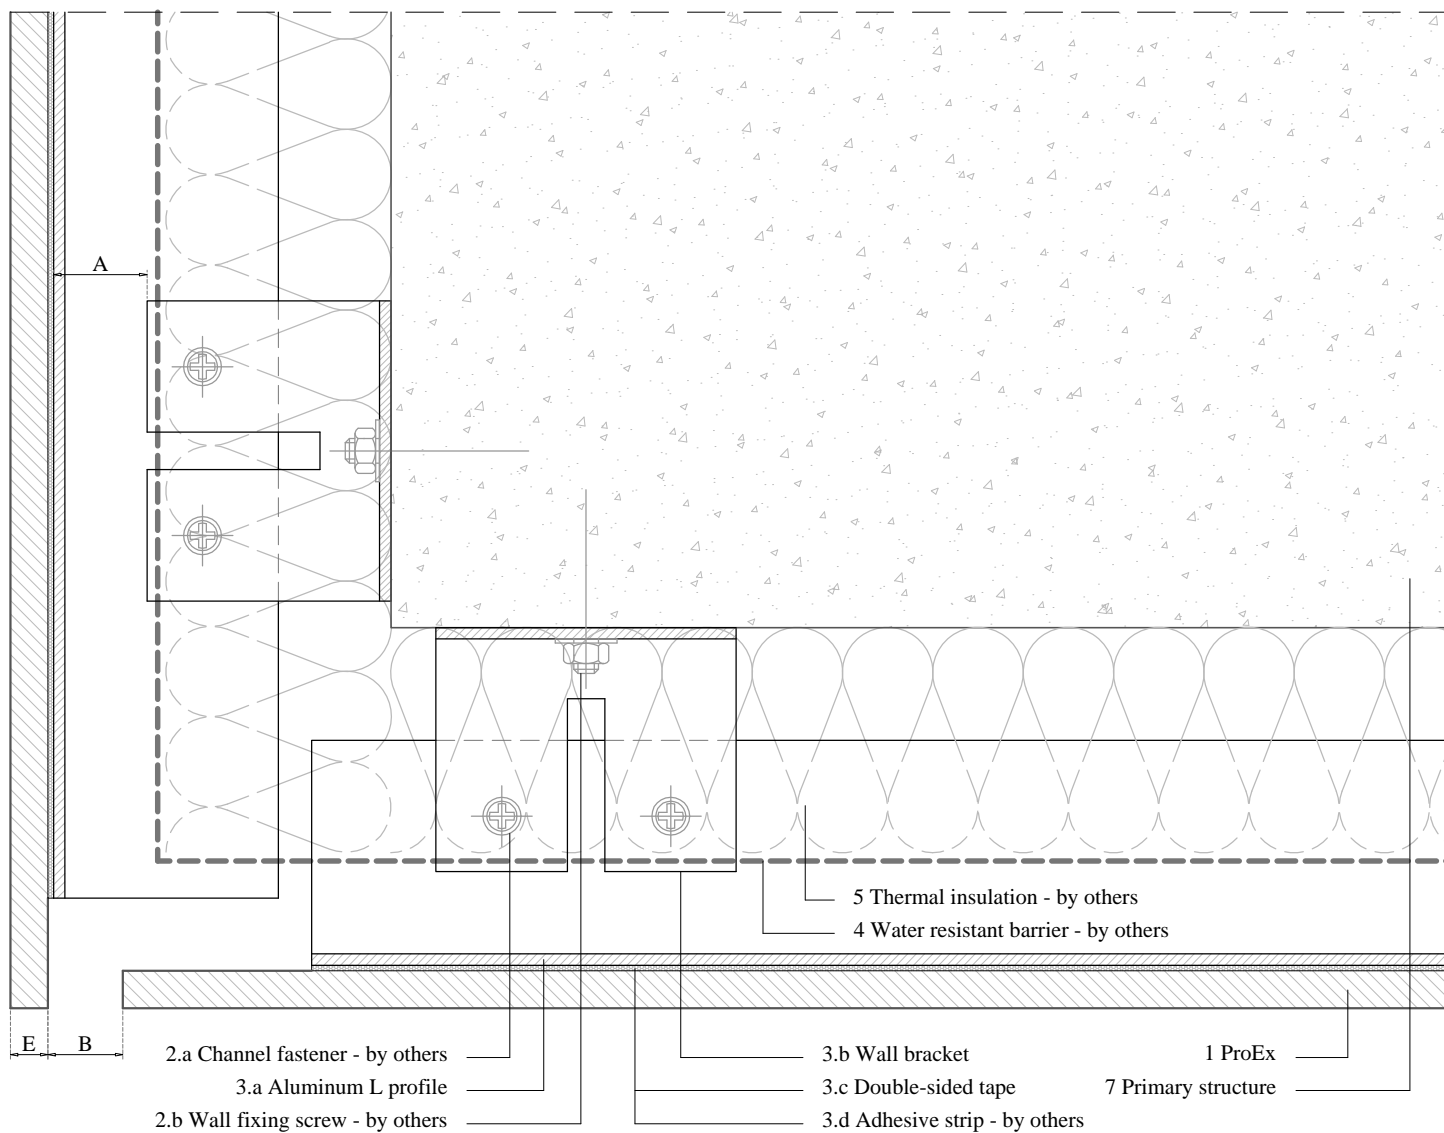 A
5 Thermal insulation - by others
4 Water resistant barrier - by others
E
B
2.a Channel fastener - by others
3.a Aluminum L profile
2.b Wall fixing screw - by others
3.b Wall bracket
3.c Double-sided tape
3.d Adhesive strip - by others
1 ProEx
7 Primary structure